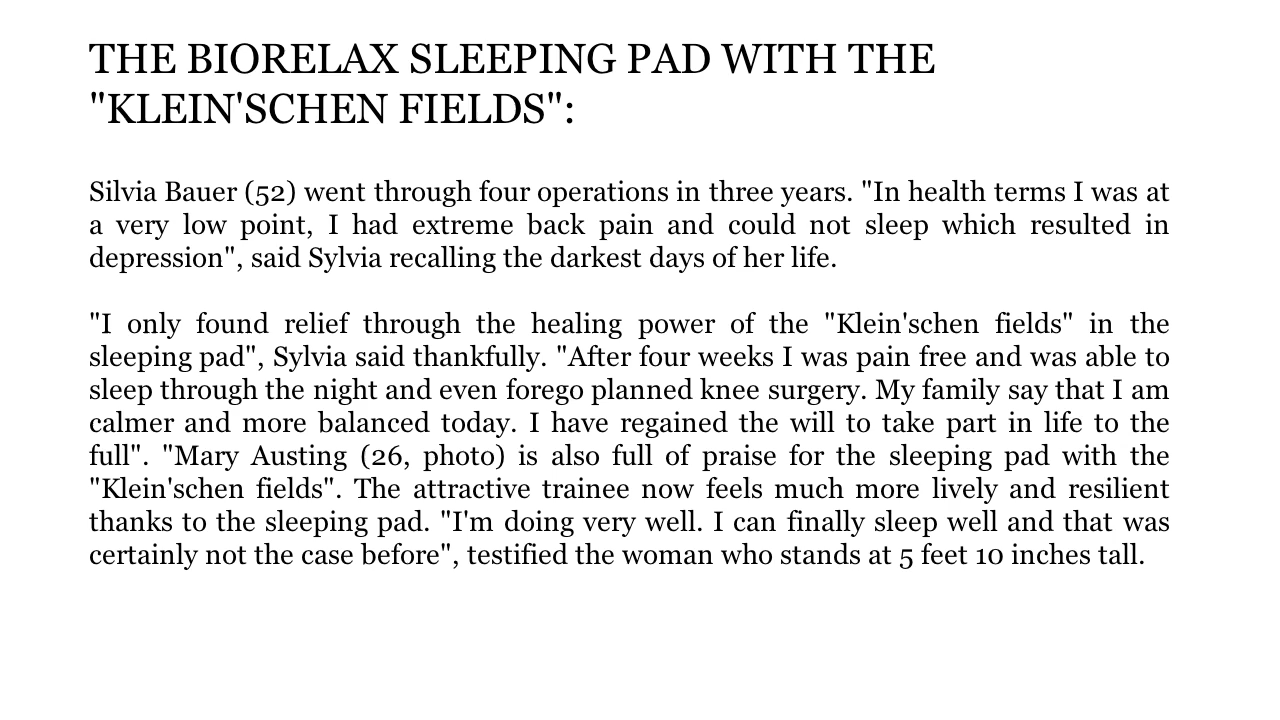 THE BIORELAX SLEEPING PAD WITH THE
"KLEIN'SCHEN FIELDS":
Silvia Bauer (52) went through four operations in three years. "In health terms I was at
a very low point, I had extreme back pain and could not sleep which resulted in
depression", said Sylvia recalling the darkest days of her life.
"I only found relief through the healing power of the "Klein'schen fields" in the
sleeping pad", Sylvia said thankfully. "After four weeks I was pain free and was able to
sleep through the night and even forego planned knee surgery. My family say that I am
calmer and more balanced today. I have regained the will to take part in life to the
full". "Mary Austing (26, photo) is also full of praise for the sleeping pad with the
"Klein'schen fields". The attractive trainee now feels much more lively and resilient
thanks to the sleeping pad. "I'm doing very well. I can finally sleep well and that was
certainly not the case before", testified the woman who stands at 5 feet 10 inches tall.